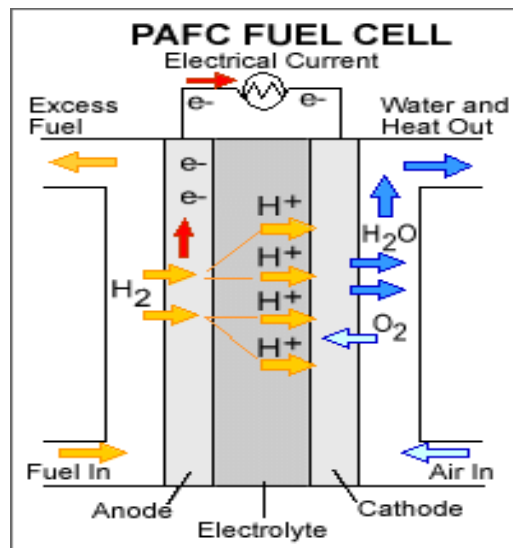 PAFC FUEL CELL
Electrical Current
e- e-
Excess
Fuel
Water and
Heat Out
e-
e-
H+
H2O
H+
H2
H+
O2
H+
Fuel In
Air In
Anode
Cathode
Electrolyte